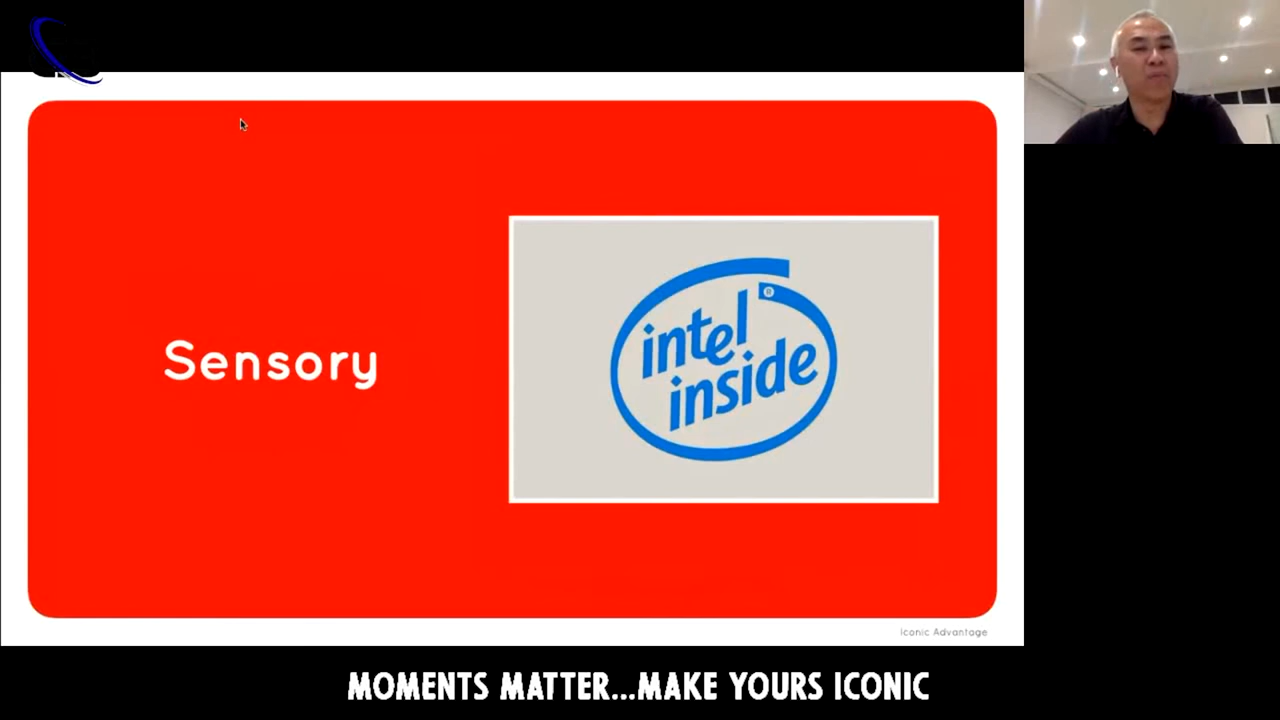 Sensory
intel
®
inside
Iconic Advantage
MOMENTS MATTER...MAKE YOURS ICONIC